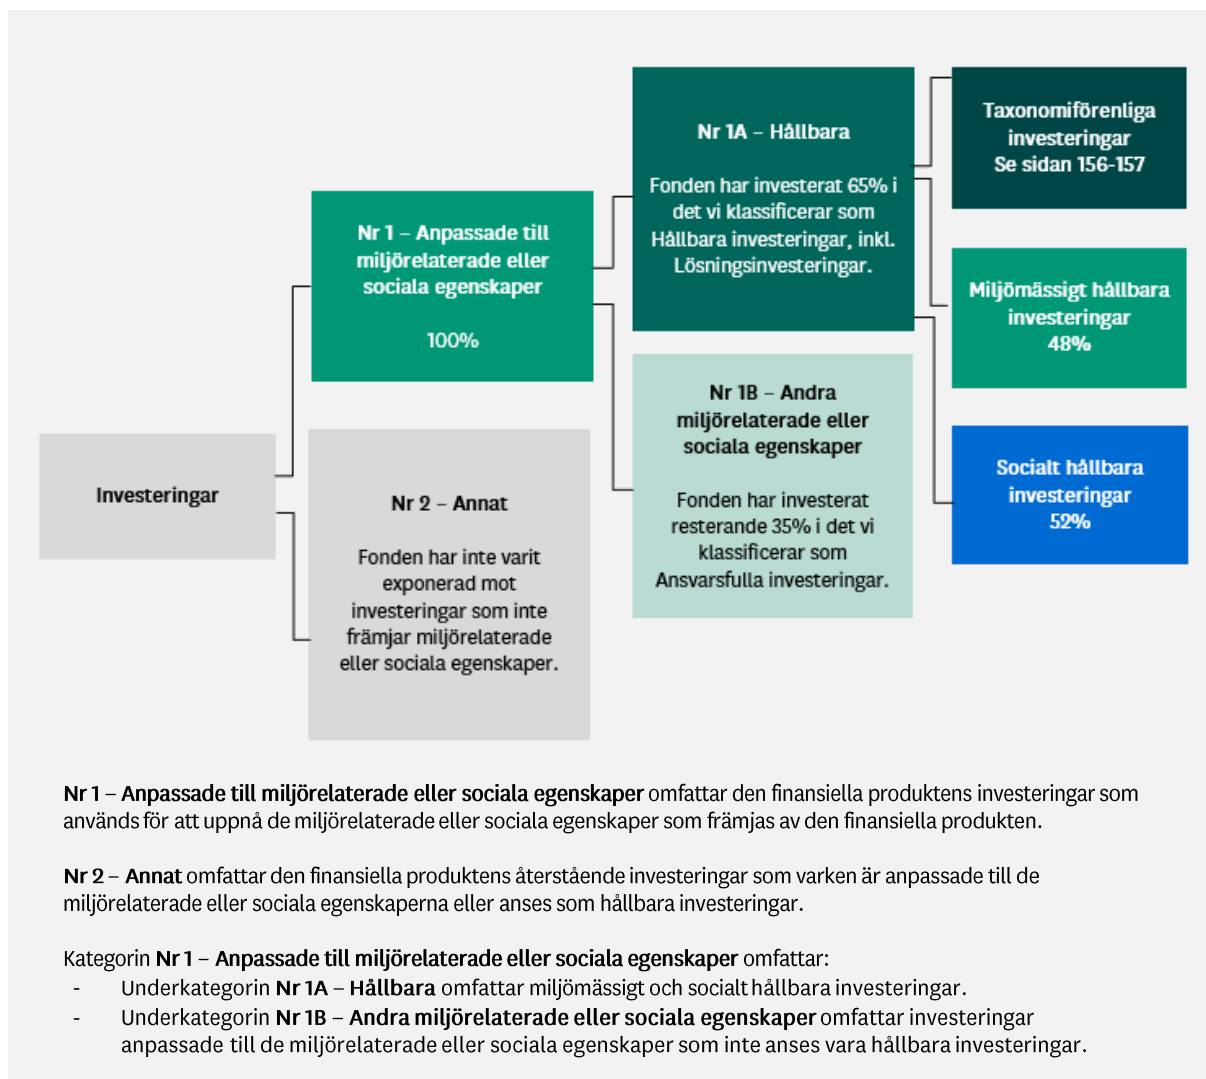 Investeringar
Nr 1 – Anpassade till
miljörelaterade eller
sociala egenskaper
100%
Nr 2 – Annat
Fonden har inte varit
exponerad mot
investeringar som inte
främjar miljörelaterade
eller sociala egenskaper.
Nr 1A – Hållbara
Fonden har investerat 65% i
det vi klassificerar som
Hållbara investeringar, inkl.
Lösningsinvesteringar.
Nr 1B – Andra
miljörelaterade eller
sociala egenskaper
Fonden har investerat
resterande 35% i det vi
klassificerar som
Ansvarsfulla investeringar.
Taxonomiförenliga
investeringar
Se sidan 156-157
Miljömässigt hållbara
investeringar
48%
Socialt hållbara
investeringar
52%
Nr 1 – Anpassade till miljörelaterade eller sociala egenskaper omfattar den finansiella produktens investeringar som
används för att uppnå de miljörelaterade eller sociala egenskaper som främjas av den finansiella produkten.
Nr 2 – Annat omfattar den finansiella produktens återstående investeringar som varken är anpassade till de
miljörelaterade eller sociala egenskaperna eller anses som hållbara investeringar.
Kategorin Nr 1 – Anpassade till miljörelaterade eller sociala egenskaper omfattar:
- Underkategorin Nr 1A – Hållbara omfattar miljömässigt och socialt hållbara investeringar.
- Underkategorin Nr 1B – Andra miljörelaterade eller sociala egenskaper omfattar investeringar
anpassade till de miljörelaterade eller sociala egenskaper som inte anses vara hållbara investeringar.